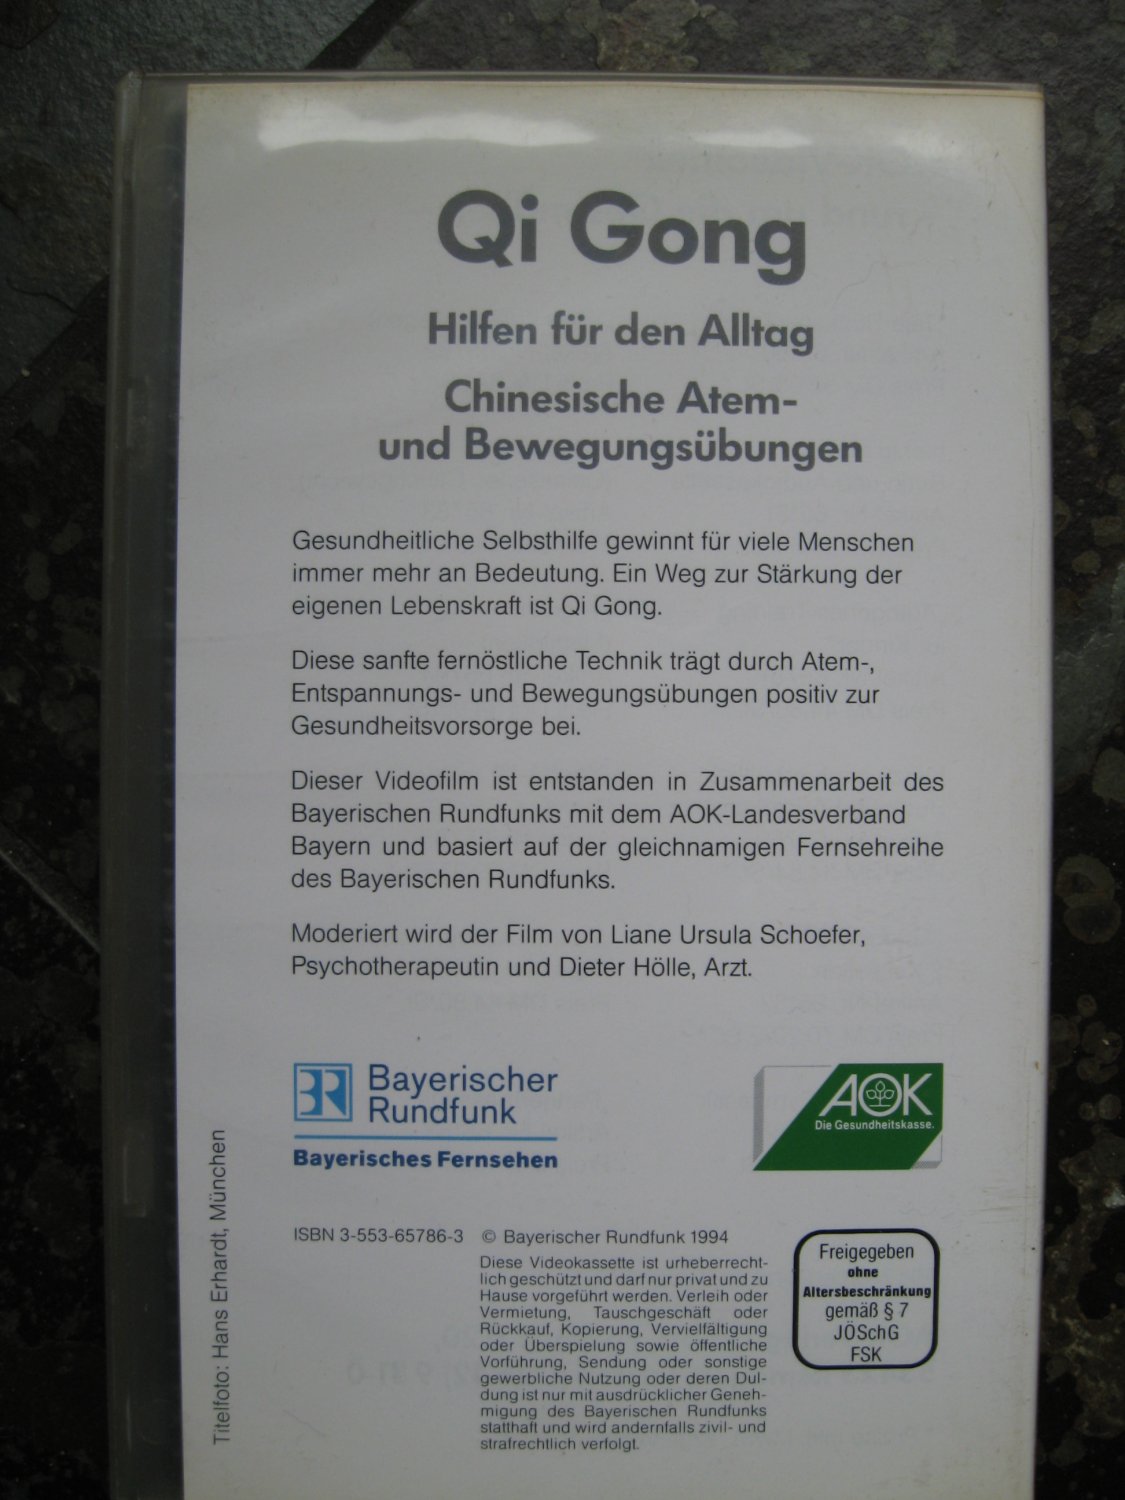 Qi Gong
Hilfen für den Alltag
Chinesische Atem-
und Bewegungsübungen
Gesundheitliche Selbsthilfe gewinnt für viele Menschen
immer mehr an Bedeutung. Ein Weg zur Stärkung der
eigenen Lebenskraft ist Qi Gong.
Diese sanfte fernöstliche Technik trägt durch Atem-,
Entspannungs- und Bewegungsübungen positiv zur
Gesundheitsvorsorge bei.
Dieser Videofilm ist entstanden in Zusammenarbeit des
Bayerischen Rundfunks mit dem AOK-Landesverband
Bayern und basiert auf der gleichnamigen Fernsehreihe
des Bayerischen Rundfunks.
Moderiert wird der Film von Liane Ursula Schoefer,
Psychotherapeutin und Dieter Hölle, Arzt.
BR Bayerischer
Rundfunk
Bayerisches Fernsehen
AOK
Die Gesundheitskasse.
Titelfoto: Hans Erhardt, München
ISBN 3-553-65786-3 © Bayerischer Rundfunk 1994
Diese Videokassette ist urheberrecht-
lich geschützt und darf nur privat und zu
Hause vorgeführt werden. Verleih oder
Vermietung, Tauschgeschäft oder
Rückkauf, Kopierung, Vervielfältigung
oder Überspielung sowie öffentliche
Vorführung, Sendung oder sonstige
gewerbliche Nutzung oder deren Dul-
dung ist nur mit ausdrücklicher Geneh-
migung des Bayerischen Rundfunks
statthaft und wird andernfalls zivil- und
strafrechtlich verfolgt.
Freigegeben
ohne
Altersbeschränkung
gemäß § 7
JÖSchG
FSK